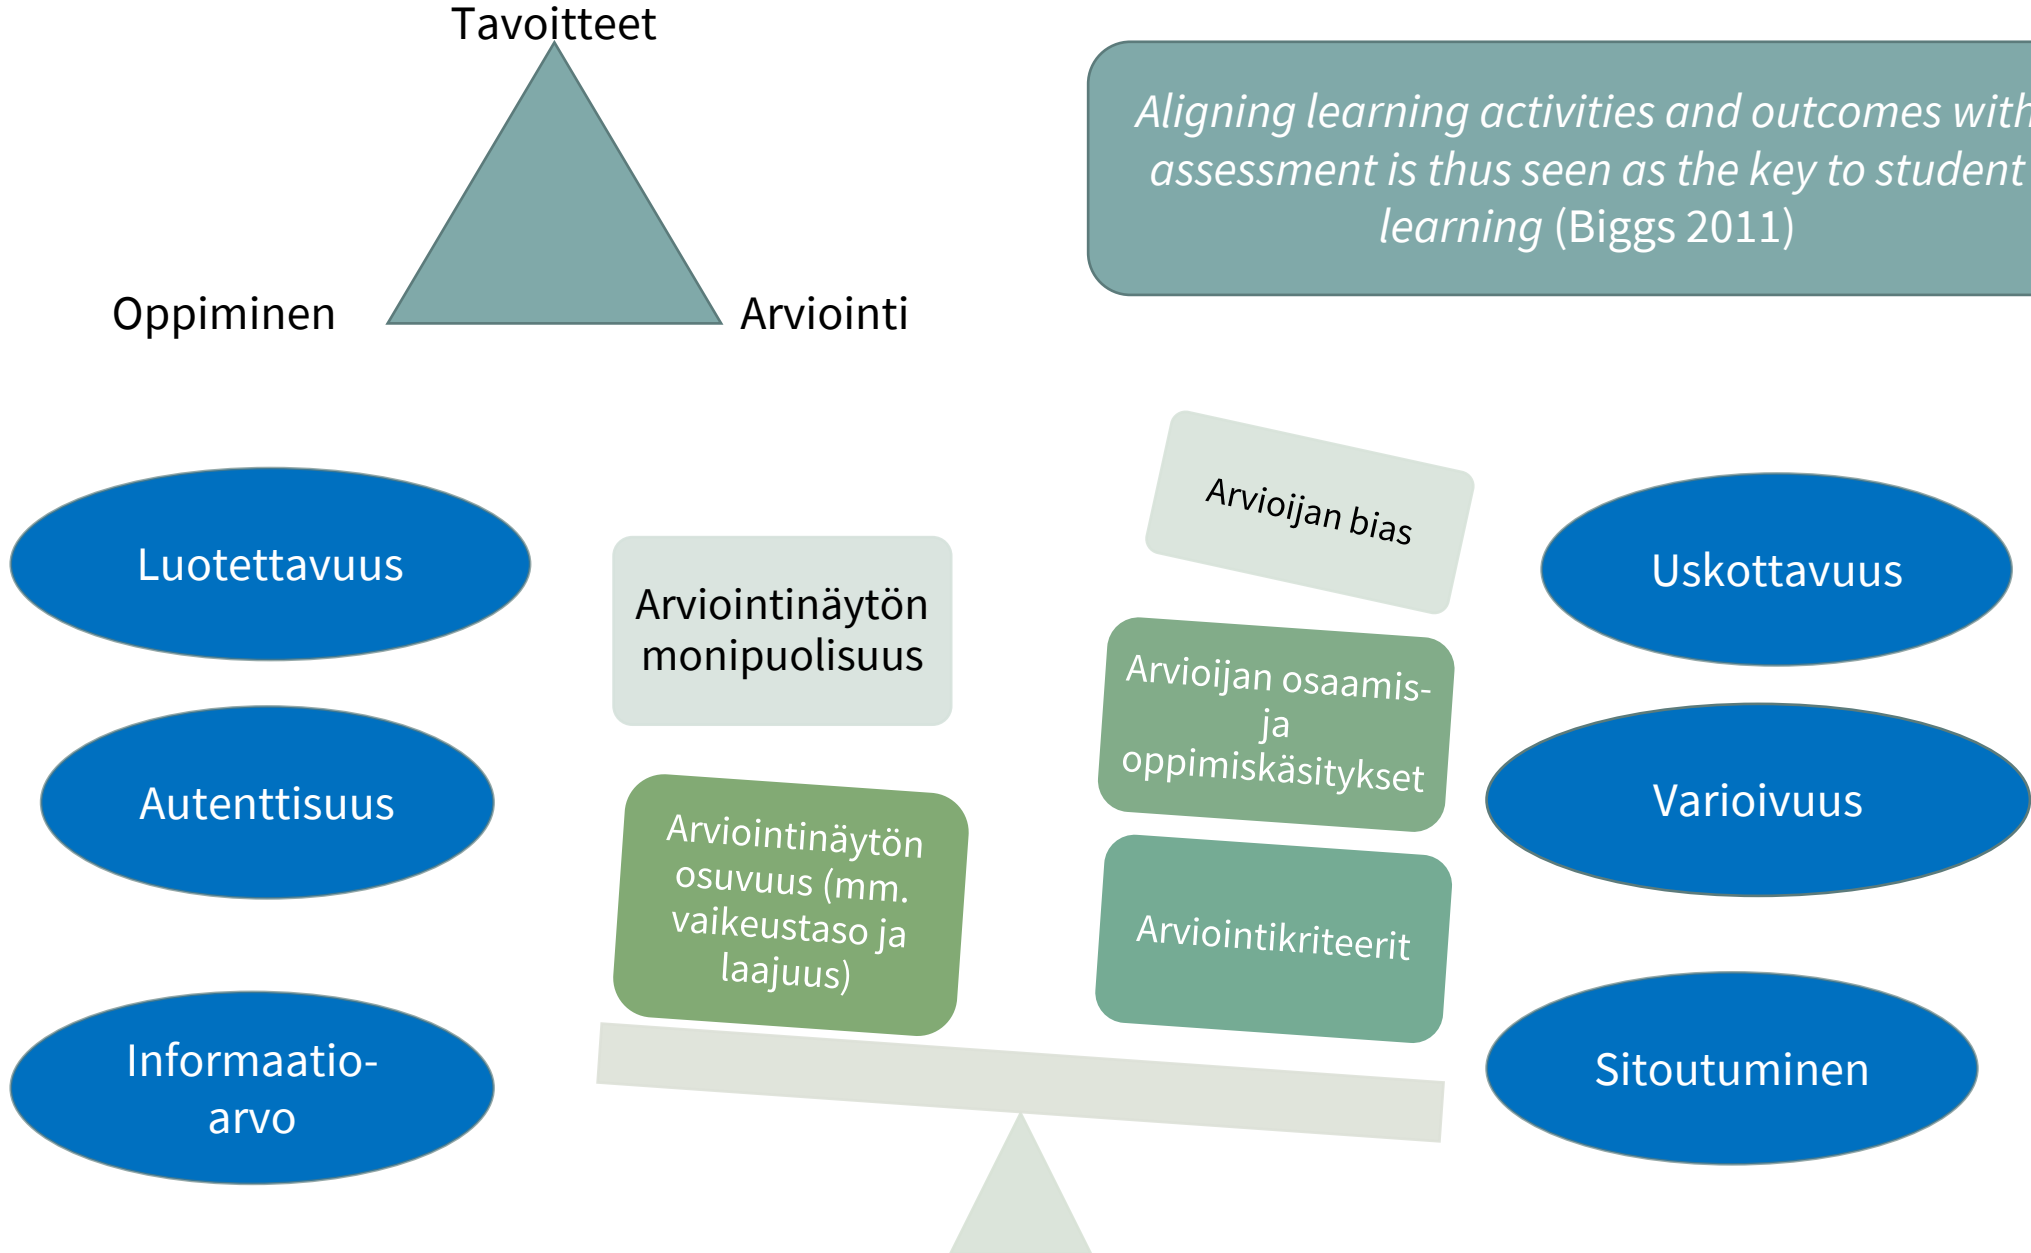 Tavoitteet
Oppiminen
Arviointi
Aligning learning activities and outcomes with
assessment is thus seen as the key to student
learning (Biggs 2011)
Luotettavuus
Autenttisuus
Informaatio-
arvo
Arviointinäytön
monipuolisuus
Arviointinäytön
osuvuus (mm.
vaikeustaso ja
laajuus)
Arvioijan bias
Arvioijan osaamis-
ja
oppimiskäsitykset
Arviointikriteerit
Uskottavuus
Varioivuus
Sitoutuminen